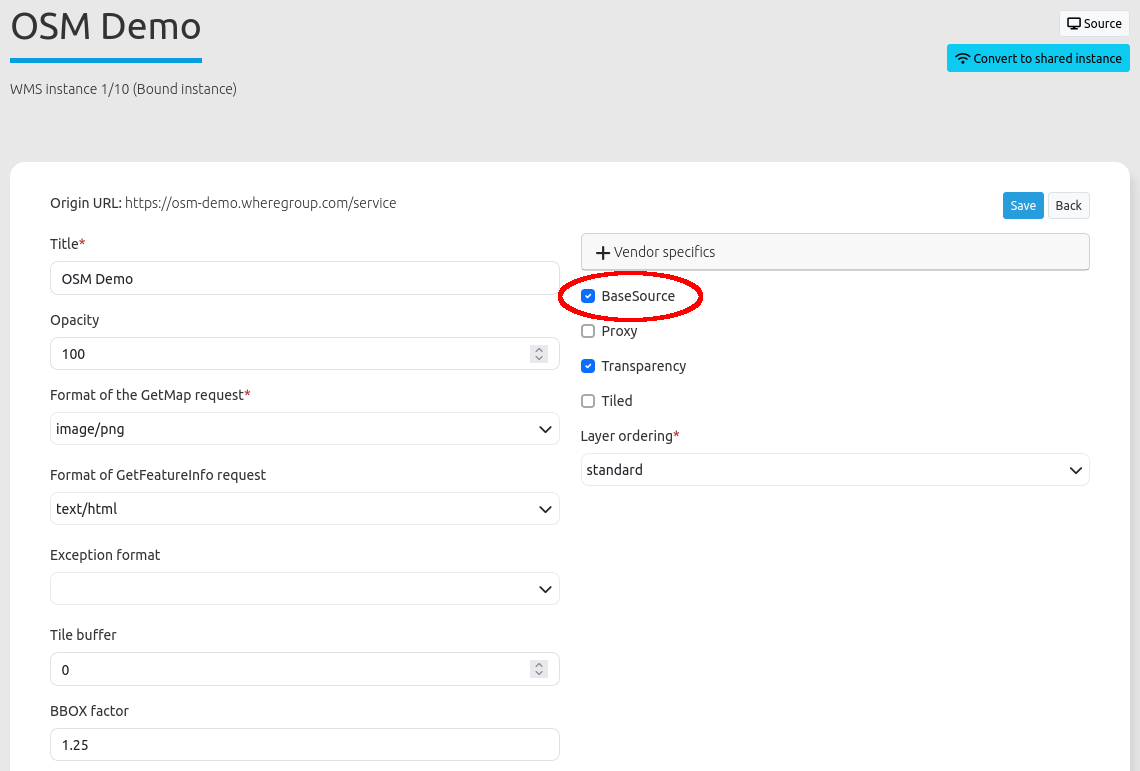 OSM Demo
Source
Convert to shared instance
WMS instance 1/10 (Bound instance)
Origin URL: https://osm-demo.wheregroup.com/service
Save
Back
Title*
OSM Demo
Opacity
100
Format of the GetMap request*
image/png
Format of GetFeatureInfo request
text/html
Exception format
Tile buffer
0
BBOX factor
1.25
Vendor specifics
BaseSource
Proxy
Transparency
Tiled
Layer ordering*
standard